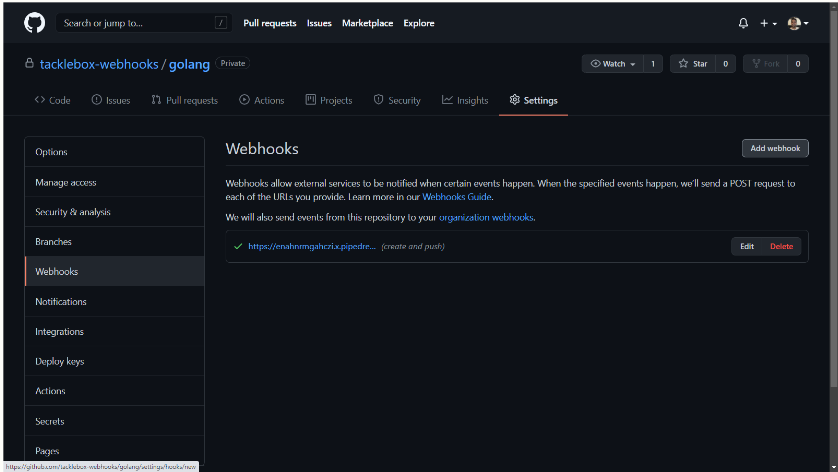 Search or jump to... / Pull requests Issues Marketplace Explore
tacklebox-webhooks / golang Private Watch 1 Star 0 Fork 0
Code Issues Pull requests Actions Projects Security Insights Settings
Options
Manage access
Security & analysis
Branches
Webhooks
Notifications
Integrations
Deploy keys
Actions
Secrets
Pages
Webhooks Add webhook
Webhooks allow external services to be notified when certain events happen. When the specified events happen, we'll send a POST request to
each of the URLs you provide. Learn more in our Webhooks Guide.
We will also send events from this repository to your organization webhooks.
https://enahnrmgahczi.x.pipedre... (create and push) Edit Delete
https://github.com/tacklebox-webhooks/golang/settings/hooks/new